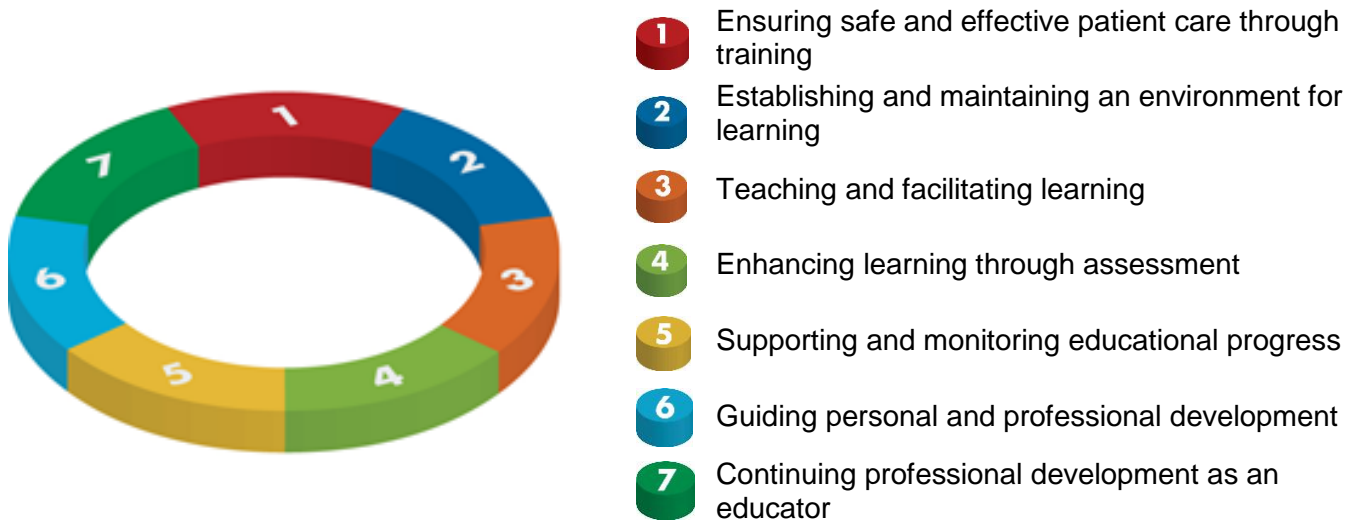 1
2
3
4
5
6
7
1 Ensuring safe and effective patient care through
training
2 Establishing and maintaining an environment for
learning
3 Teaching and facilitating learning
4 Enhancing learning through assessment
5 Supporting and monitoring educational progress
6 Guiding personal and professional development
7 Continuing professional development as an
educator